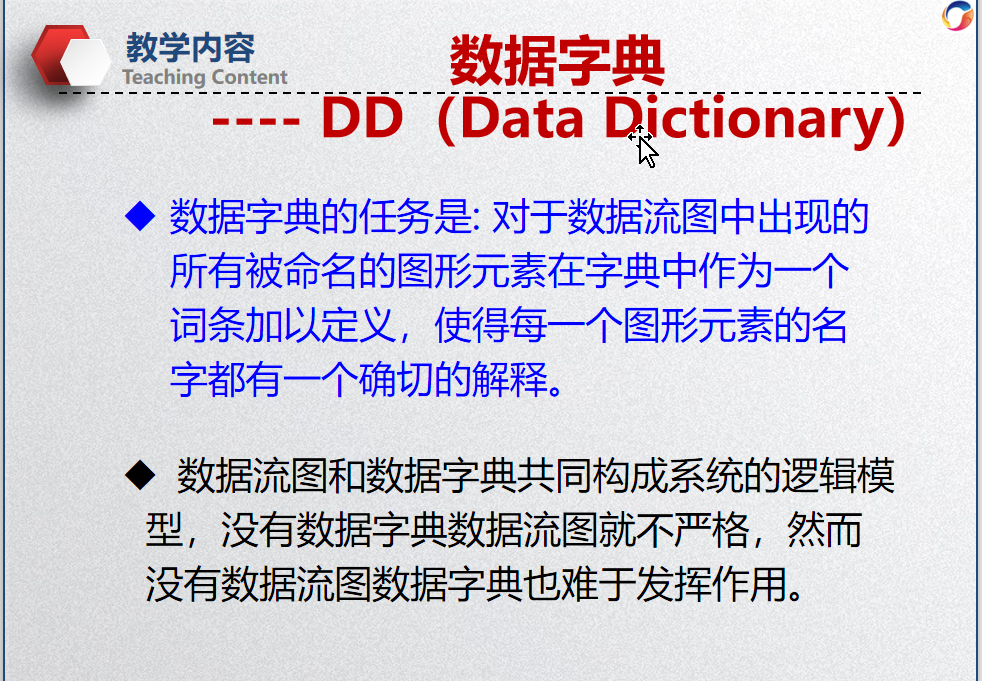 教学内容
Teaching Content
数据字典
---- DD（Data Dictionary）
◆ 数据字典的任务是: 对于数据流图中出现的
所有被命名的图形元素在字典中作为一个
词条加以定义，使得每一个图形元素的名
字都有一个确切的解释。
◆ 数据流图和数据字典共同构成系统的逻辑模
型，没有数据字典数据流图就不严格，然而
没有数据流图数据字典也难于发挥作用。